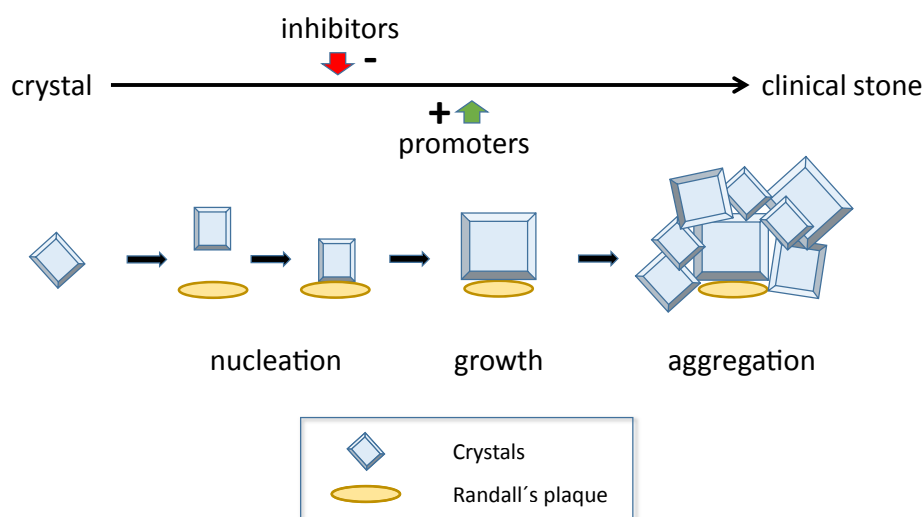 inhibitors
-
crystal
clinical stone
+
promoters
nucleation
growth
aggregation
Crystals
Randall´s plaque